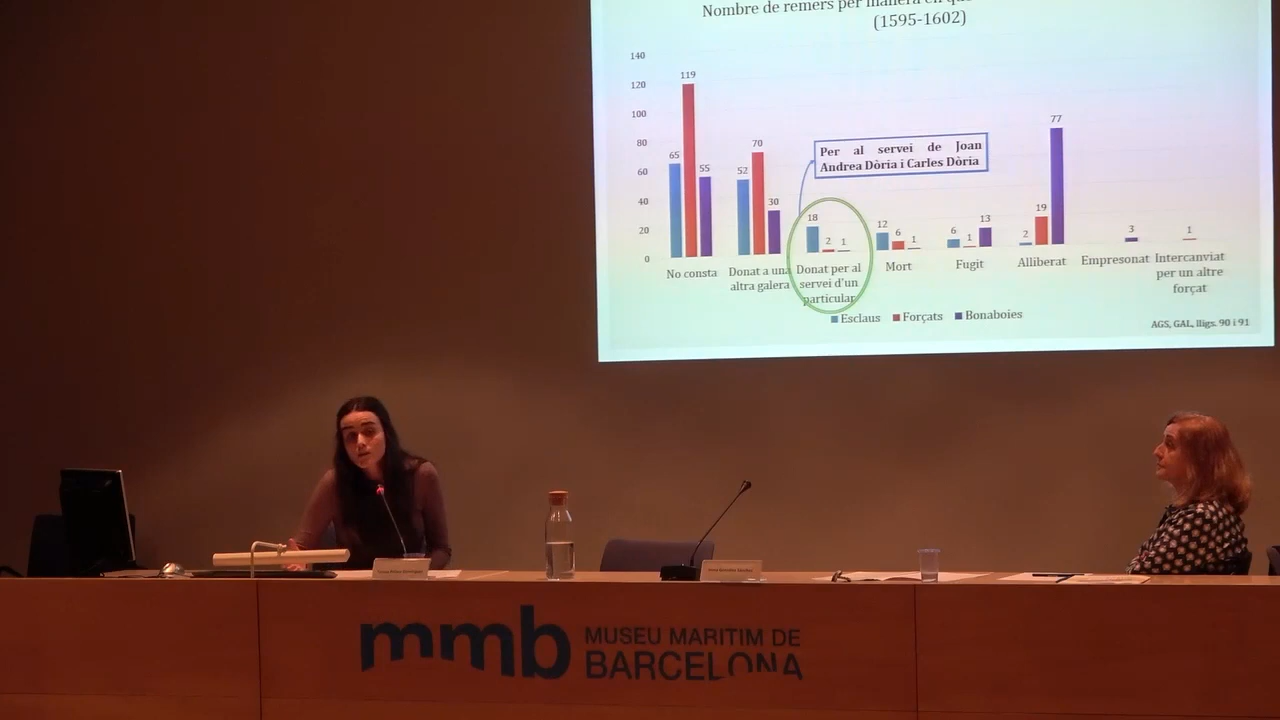 Nombre de remers per manera en
(1595-1602)
140
120
100
80
60
40
20
0
65
119
55
52
70
30
18
2
1
12
6
1
6
1
13
2
19
77
3
1
Per al servei de Joan
Andrea Dòria i Carles Dòria
No consta
Donat a una
altra galera
Donat per al
servei d'un
particular
Mort
Fugit
Alliberat
Empresonat
Intercanviat
per un altre
forçat
Esclaus
Forçats
Bonaboies
AGS, GAL, lligs. 90 i 91
mmb
MUSEU MARITIM DE
BARCELONA